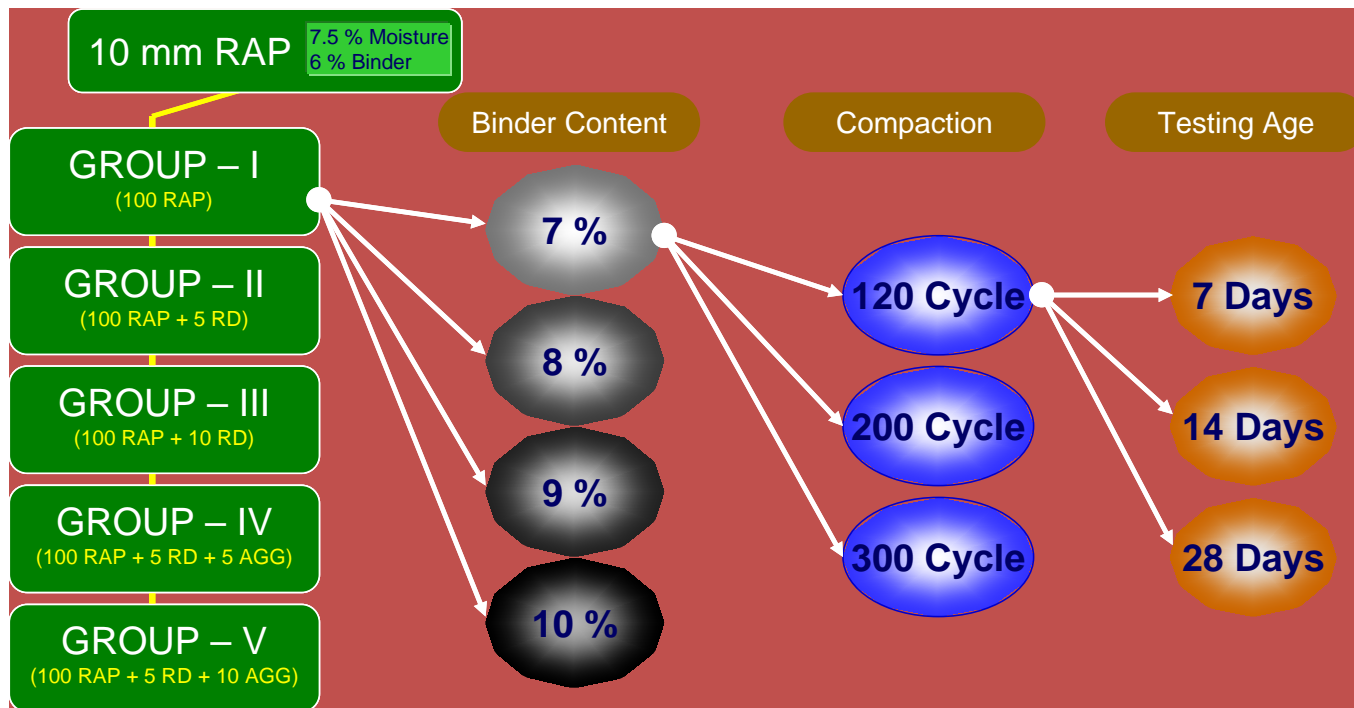 10 mm RAP
7.5 % Moisture
6 % Binder
Binder Content
Compaction
Testing Age
GROUP – I
(100 RAP)
GROUP – II
(100 RAP + 5 RD)
GROUP – III
(100 RAP + 10 RD)
GROUP – IV
(100 RAP + 5 RD + 5 AGG)
GROUP – V
(100 RAP + 5 RD + 10 AGG)
7 %
8 %
9 %
10 %
120 Cycle
200 Cycle
300 Cycle
7 Days
14 Days
28 Days